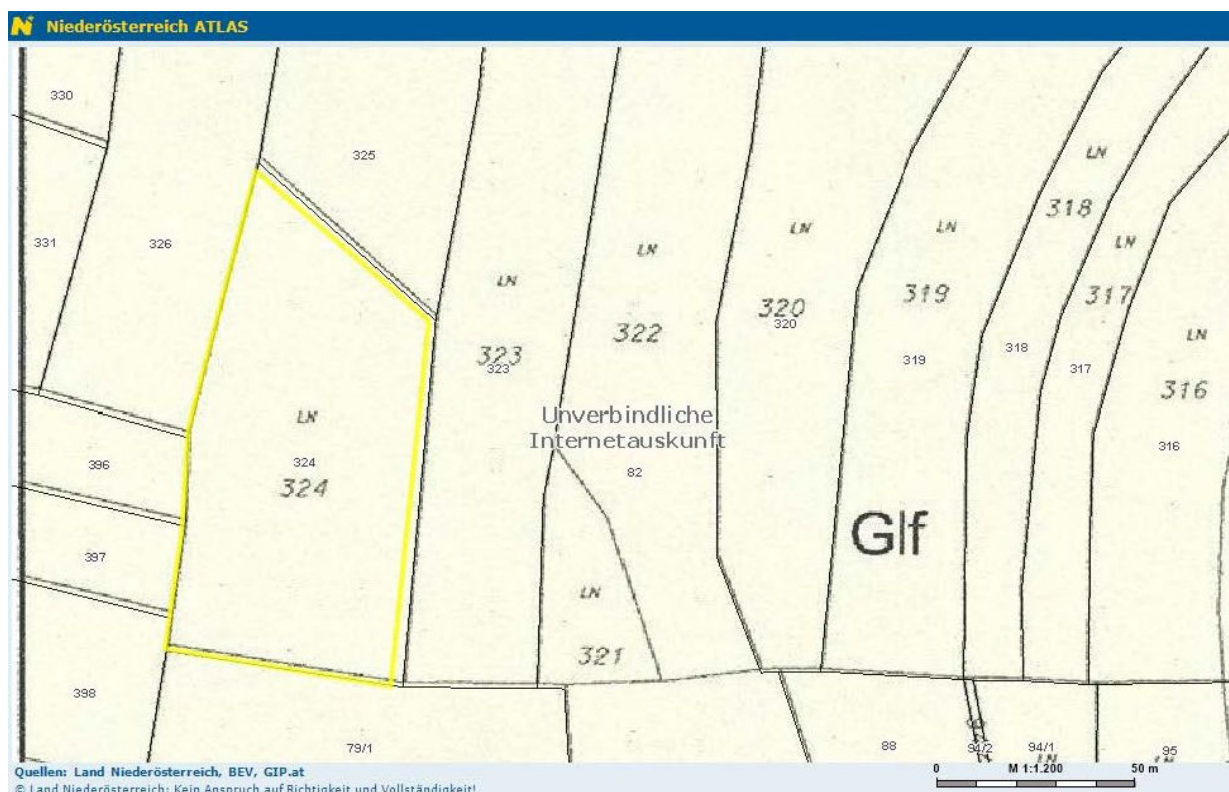 Niederösterreich ATLAS
330
325
LN
318
331
326
LN
LN
LN
LN
LN
317
319
320
320
322
323
323
319
318
317
LN
316
LN
324
324
Unverbindliche
Internetauskunft
82
316
396
397
Glf
LN
321
398
79/1
88
94/2
94/1
LN
95
LN
Quellen: Land Niederösterreich, BEV, GIP.at
0 M 1:1.200 50 m
© Land Niederösterreich: Kein Anspruch auf Richtigkeit und Vollständigkeit!